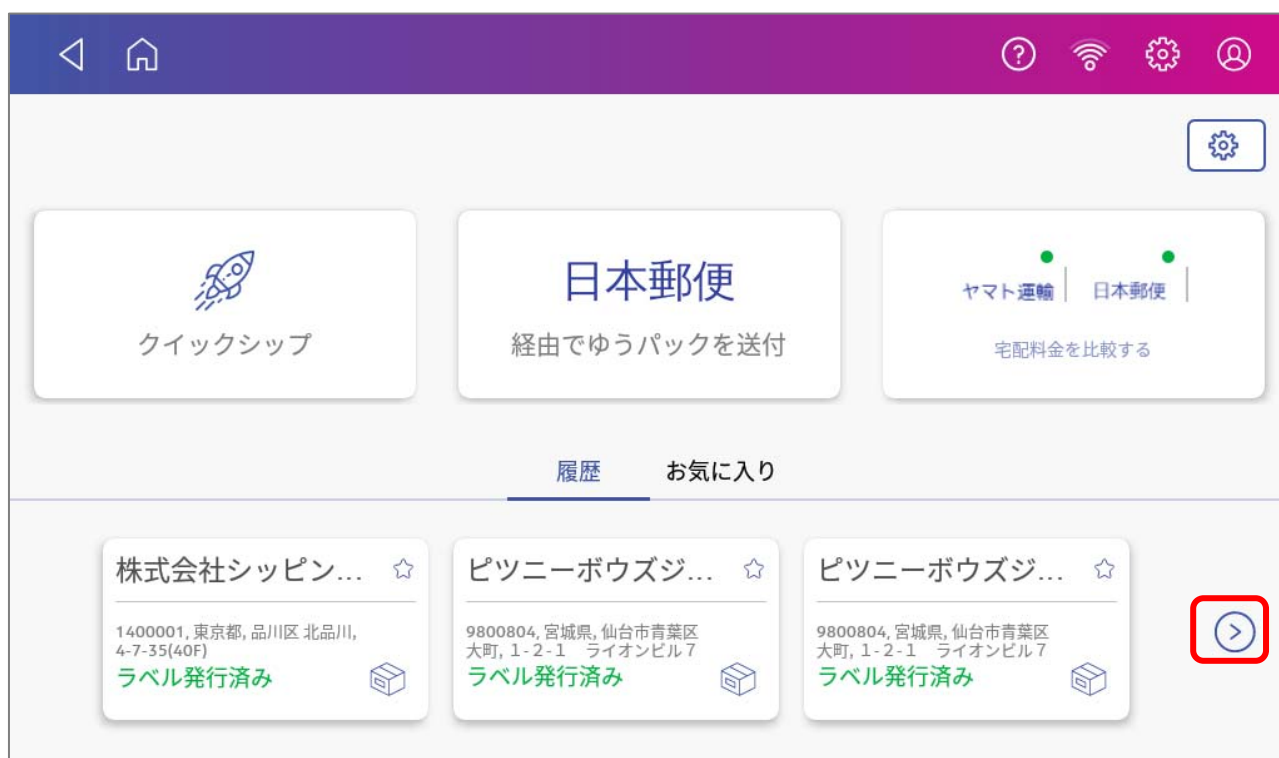 クイックシップ
日本郵便
経由でゆうパックを送付
ヤマト運輸 日本郵便
宅配料金を比較する
履歴 お気に入り
株式会社シッピン...
1400001, 東京都, 品川区 北品川,
4-7-35(40F)
ラベル発行済み
ピツニーボウズジ...
9800804, 宮城県, 仙台市青葉区
大町, １-２-１　ライオンビル７
ラベル発行済み
ピツニーボウズジ...
9800804, 宮城県, 仙台市青葉区
大町, １-２-１　ライオンビル７
ラベル発行済み